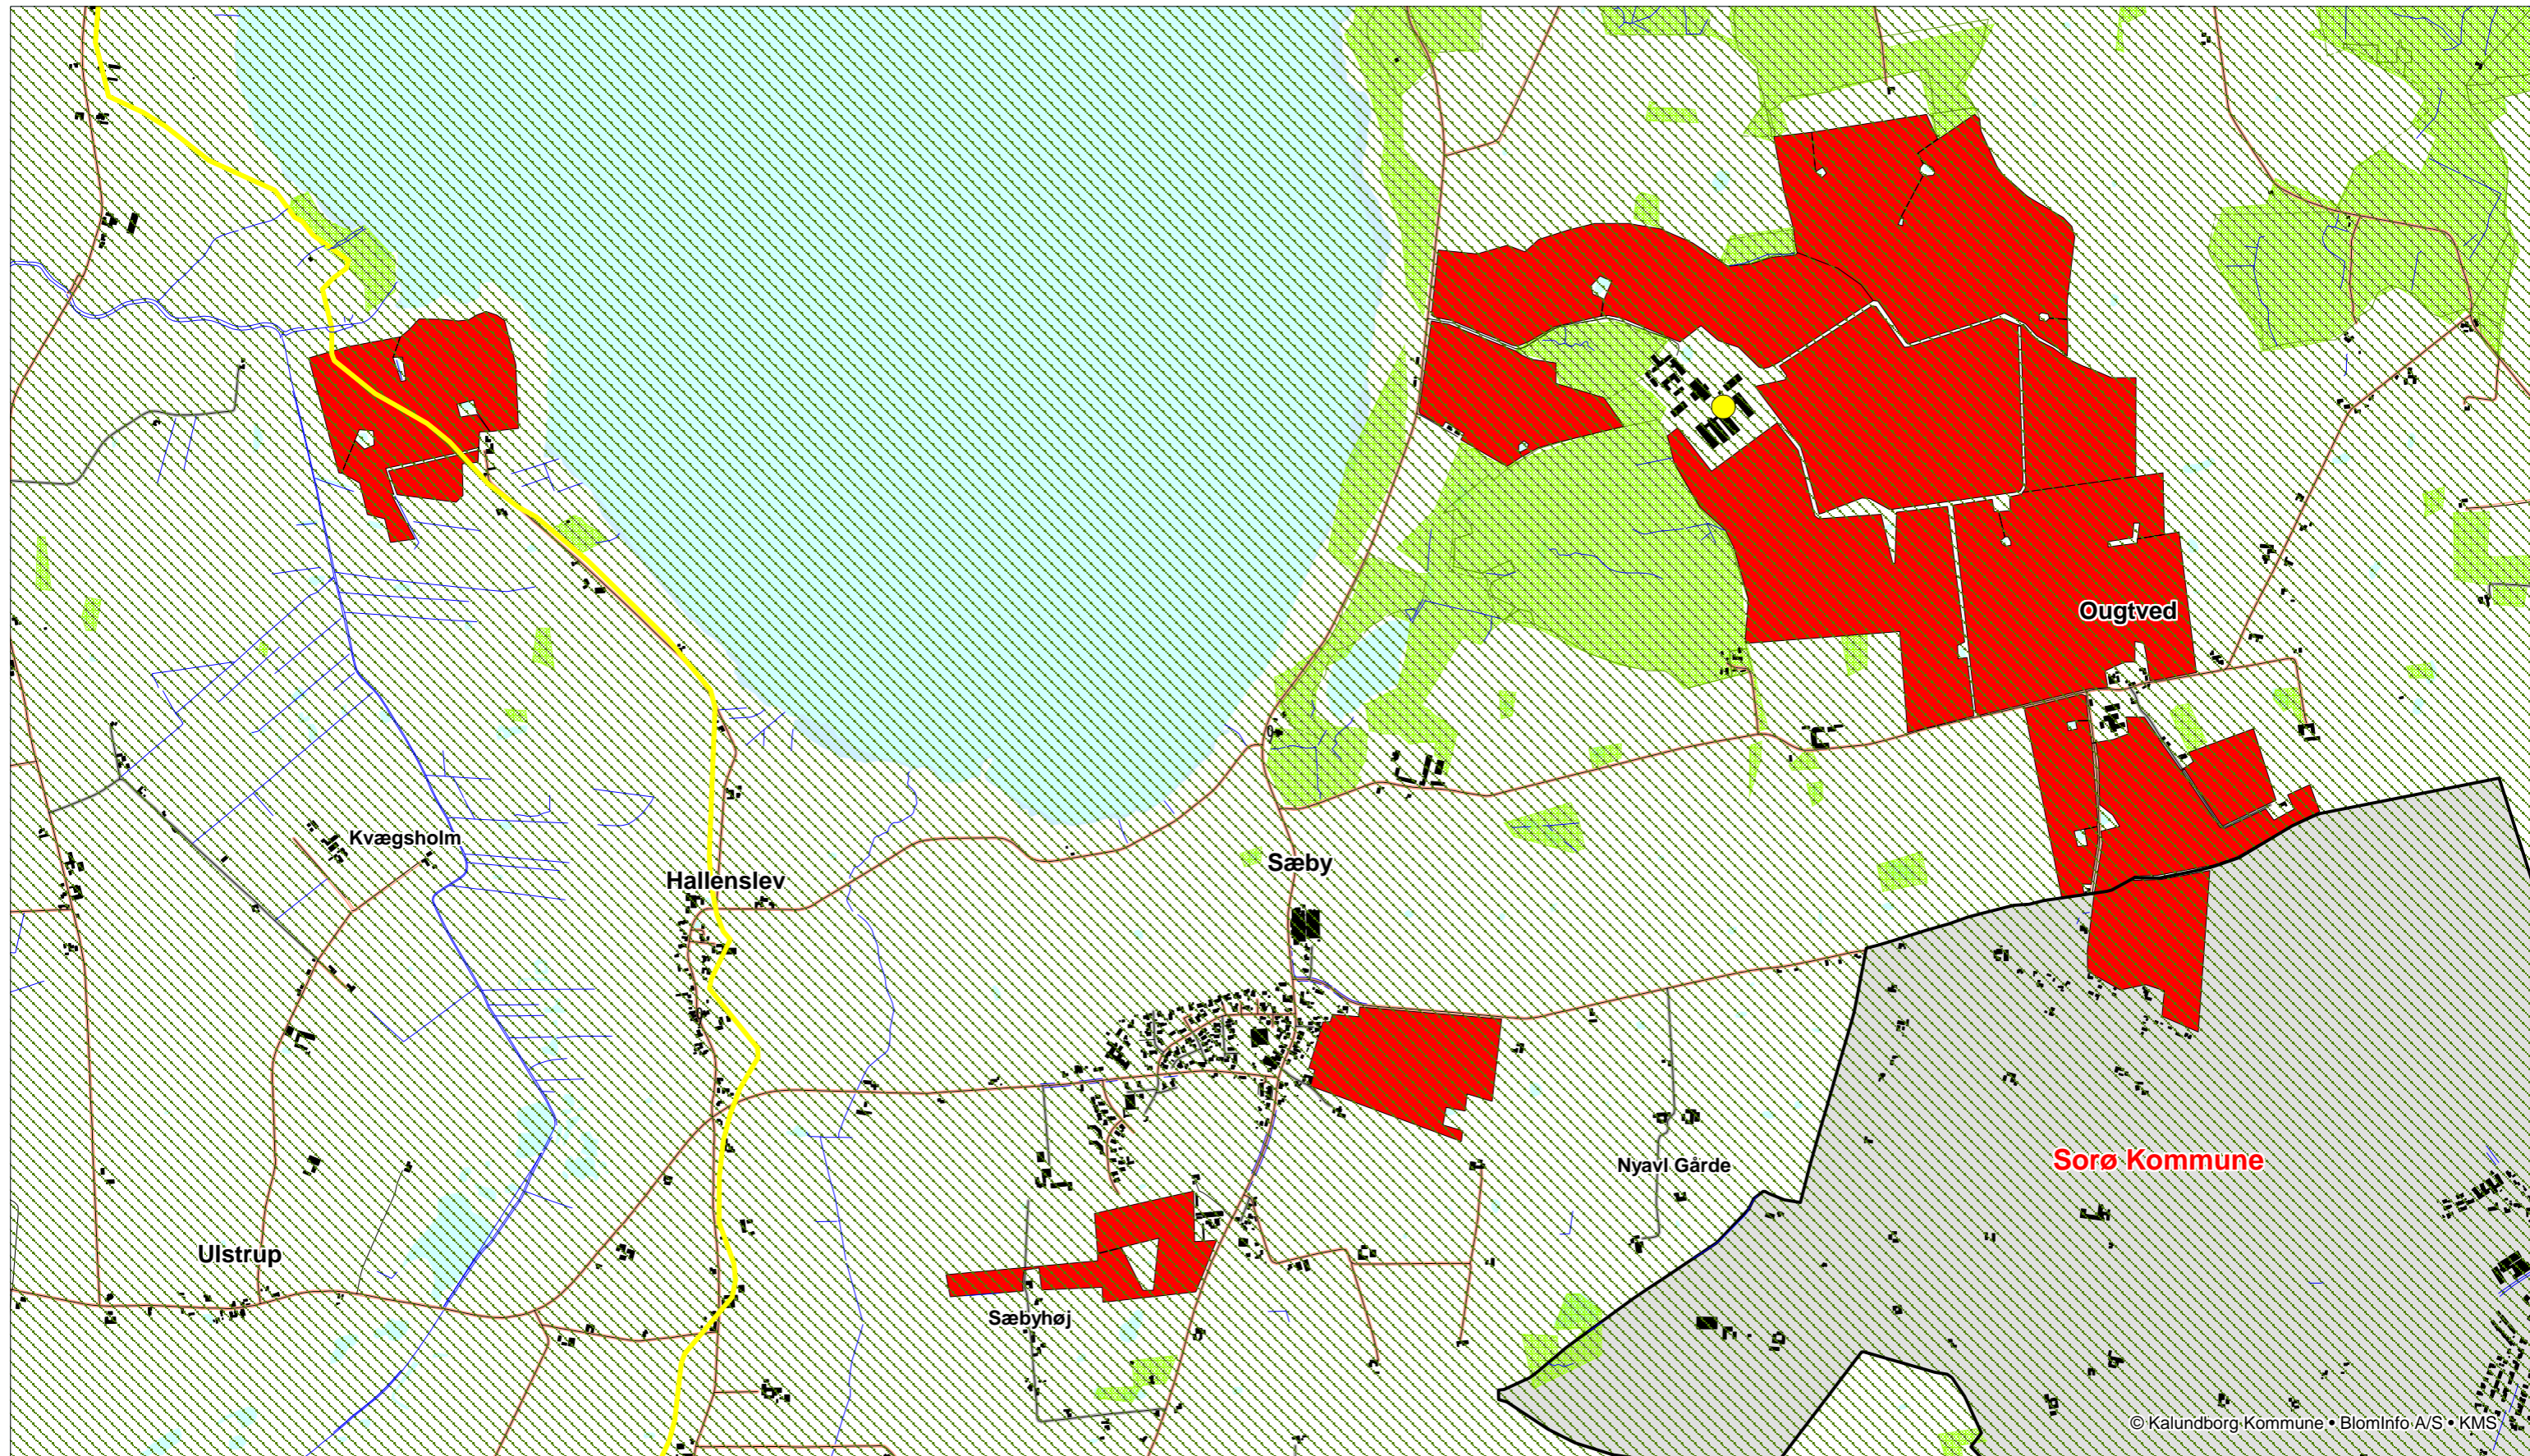 Ougtved
Kvægsholm
Sæby
Hallenslev
Sorø Kommune
Nyavl Gårde
Ulstrup
Sæbyhøj
© Kalundborg Kommune • BlomInfo A/S • KMS